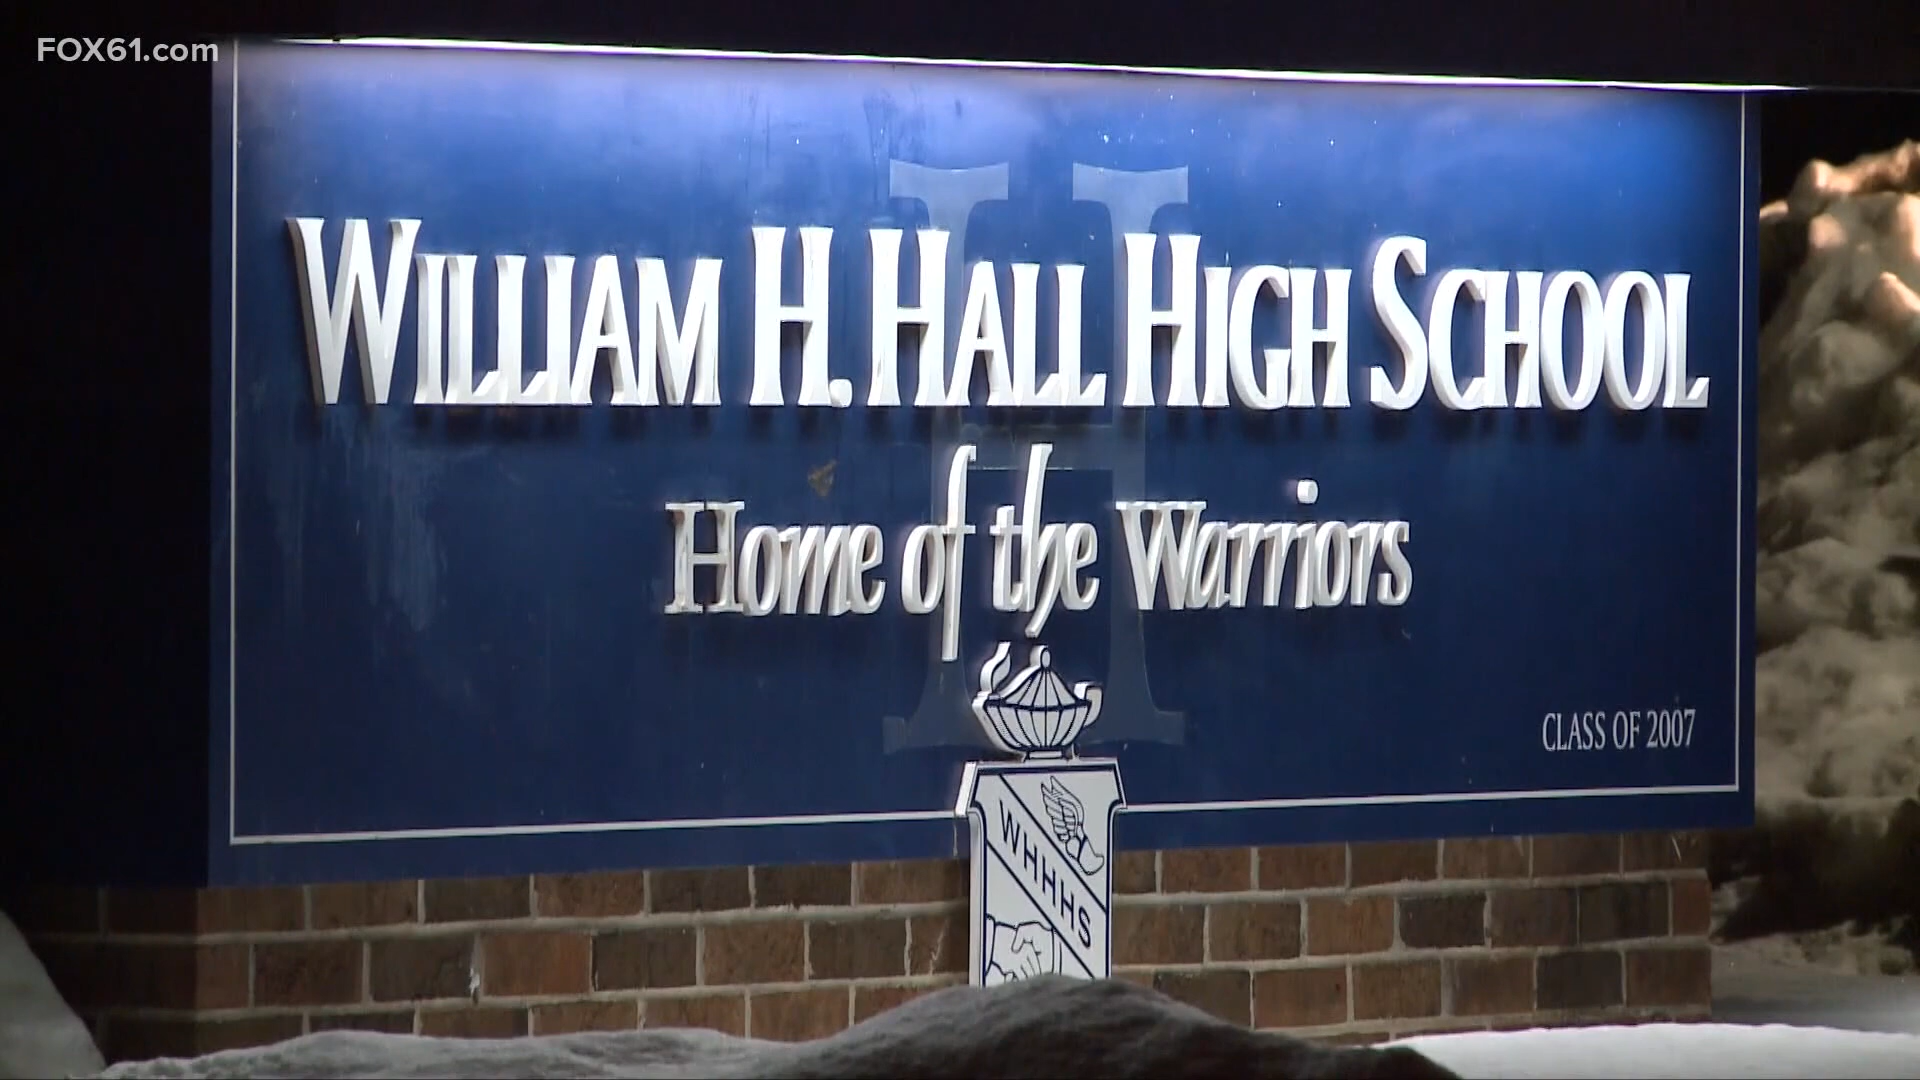 FOX61.com
WILLIAM H. HALL HIGH SCHOOL
Home of the Warriors
CLASS OF 2007
WHHHS